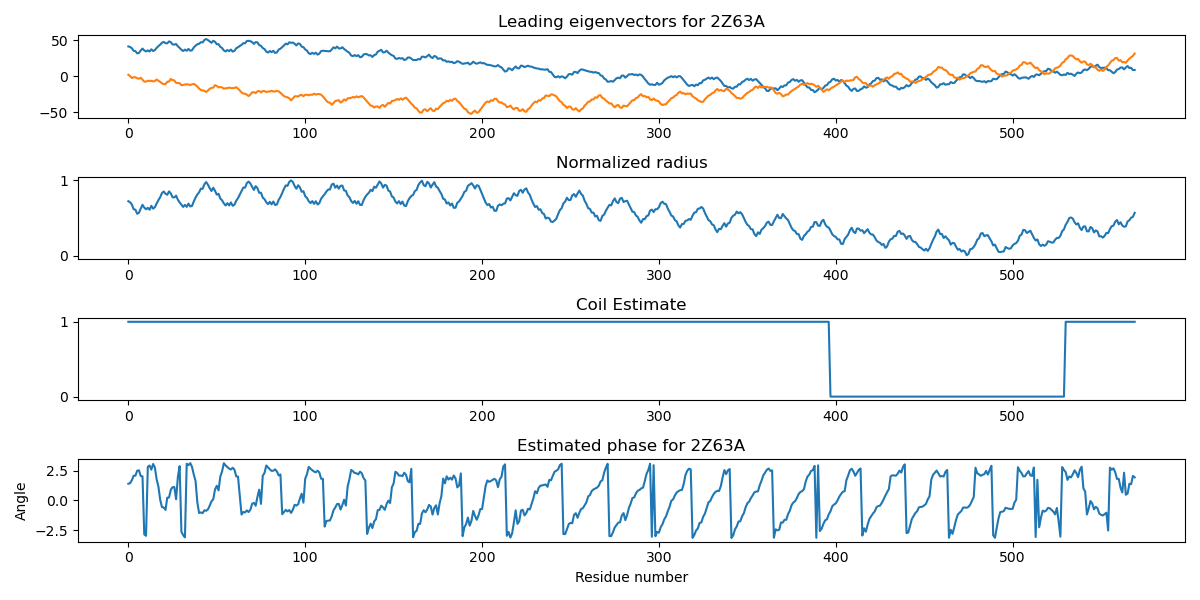 Leading eigenvectors for 2Z63A
50
0
−50
0 100 200 300 400 500
Normalized radius
1
0
0 100 200 300 400 500
Coil Estimate
1
0
0 100 200 300 400 500
Estimated phase for 2Z63A
Angle
2.5
0.0
−2.5
0 100 200 300 400 500
Residue number